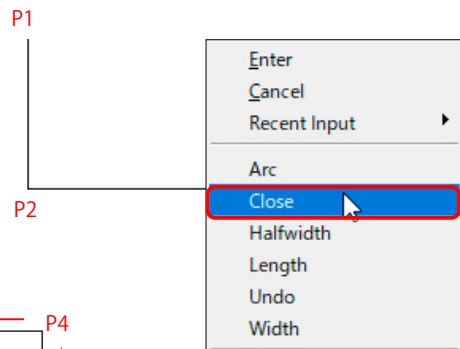 P1
Enter
Cancel
Recent Input
Arc
Close
P2
Halfwidth
Length
Undo
P4
Width